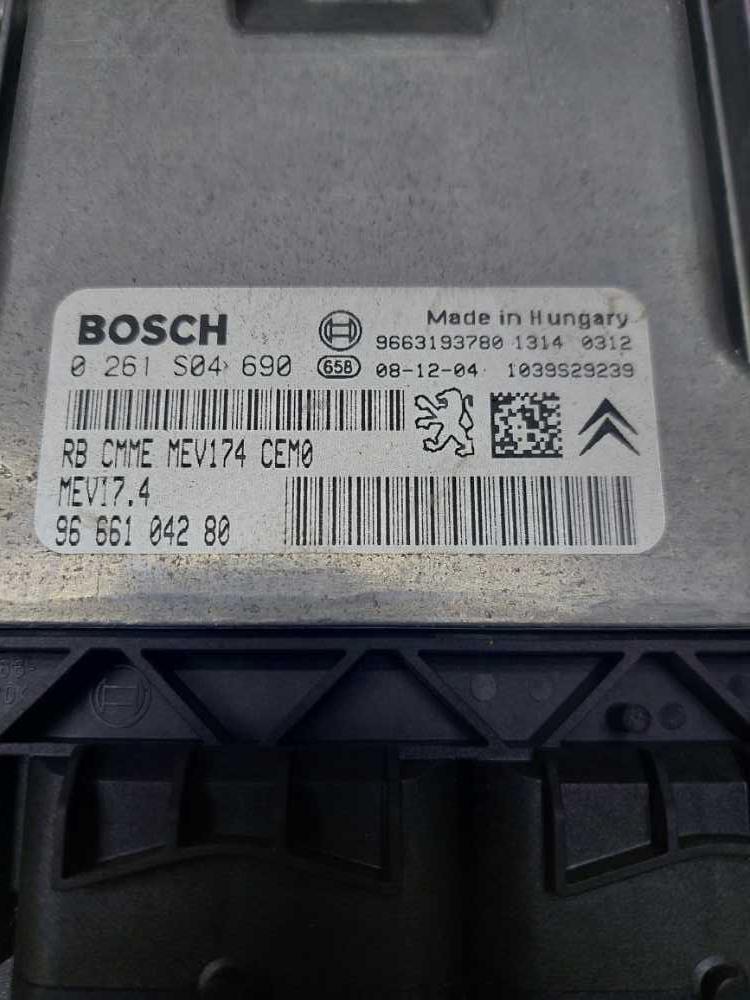 BOSCH
Made in Hungary
9663193780 1314 0312
0 261 S04 690
65B
08-12-04 1039S29239
RB CMME MEV174 CEM0
MEV17.4
96 661 042 80